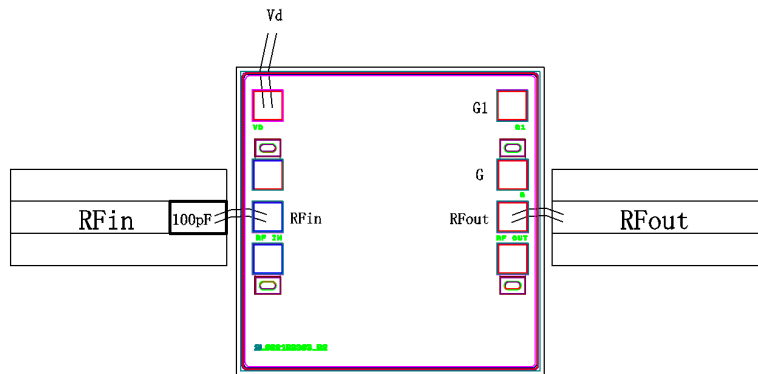 Vd
G1
VD
G1
G
G
RFin
100pF
RFin
RFout
RFout
RF IN
RF OUT